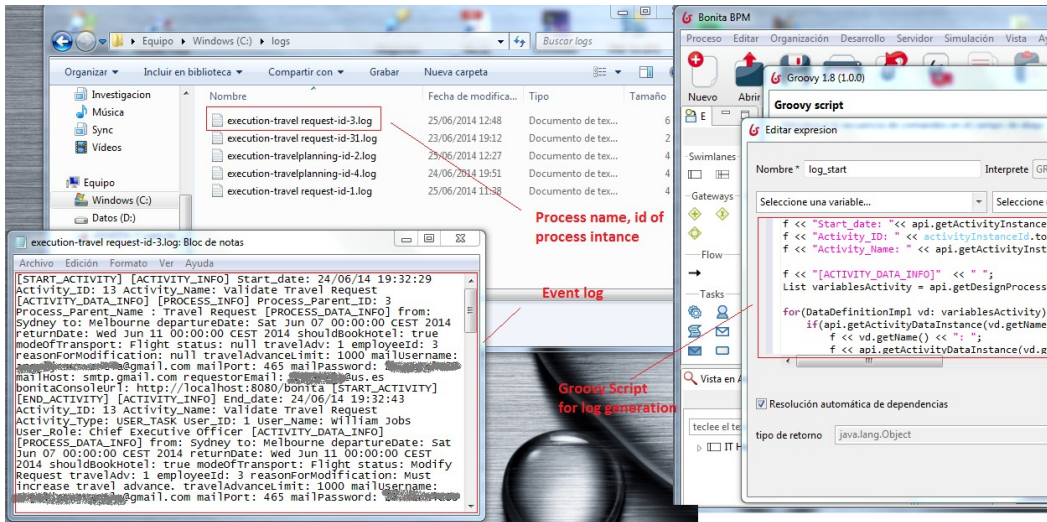 Equipo ▸ Windows (C:) ▸ logs
Buscar logs
Organizar
Incluir en biblioteca
Compartir con
Grabar
Nueva carpeta
Investigacion
Música
Sync
Vídeos
Equipo
Windows (C:)
Datos (D:)
Nombre
Fecha de modifica...
Tipo
Tamaño
execution-travel request-id-3.log 25/06/2014 12:48 Documento de tex... 6
execution-travel request-id-31.log 23/06/2014 19:12 Documento de tex... 2
execution-travelplanning-id-2.log 25/06/2014 12:27 Documento de tex... 4
execution-travelplanning-id-4.log 24/06/2014 19:51 Documento de tex... 4
execution-travel request-id-1.log 25/06/2014 11:38 Documento de tex... 4
Process name, id of
process intance
Event log
Groovy Script
for log generation
execution-travel request-id-3.log: Bloc de notas
Archivo Edición Formato Ver Ayuda
[START_ACTIVITY] [ACTIVITY_INFO] Start_date: 24/06/14 19:32:29
Activity_ID: 13 Activity_Name: Validate Travel Request
[ACTIVITY_DATA_INFO] [PROCESS_INFO] Process_Parent_ID: 3
Process_Parent_Name : Travel Request [PROCESS_DATA_INFO] from:
Sydney to: Melbourne departureDate: Sat Jun 07 00:00:00 CEST 2014
returnDate: Wed Jun 11 00:00:00 CEST 2014 shouldBookHotel: true
modeOfTransport: Flight status: null travelAdv: 1 employeeId: 3
reasonForModification: null travelAdvanceLimit: 1000 mailUsername:
@gmail.com mailPort: 465 mailPassword:
mailHost: smtp.gmail.com requestorEmail: @us.es
bonitaConsoleurl: http://localhost:8080/bonita [START_ACTIVITY]
[END_ACTIVITY] [ACTIVITY_INFO] End_date: 24/06/14 19:32:43
Activity_ID: 13 Activity_Name: Validate Travel Request
Activity_Type: USER_TASK User_ID: 1 User_Name: William Jobs
User_Role: Chief Executive Officer [ACTIVITY_DATA_INFO]
[PROCESS_DATA_INFO] from: Sydney to: Melbourne departureDate: Sat
Jun 07 00:00:00 CEST 2014 returnDate: Wed Jun 11 00:00:00 CEST
2014 shouldBookHotel: true modeOfTransport: Flight status: Modify
Request travelAdv: 1 employeeId: 3 reasonForModification: Must
increase travel advance. travelAdvanceLimit: 1000 mailUsername:
@gmail.com mailPort: 465 mailPassword:
Bonita BPM
Proceso Editar Organización Desarrollo Servidor Simulación Vista Ay
Nuevo
Abrir
E
Swimlanes
Gateways
Flow
Tasks
Vista en A
teclee el te
IT H
Groovy 1.8 (1.0.0)
Groovy script
Editar expresion
Nombre * log_start
Interprete GR
Seleccione una variable...
Seleccione
f << "Start_date: "<< api.getActivityInstance
f << "Activity_ID: " << activityInstanceId.to
f << "Activity_Name: " << api.getActivityInst
f << "[ACTIVITY_DATA_INFO]" << " ";
List variablesActivity = api.getDesignProcess
for(DataDefinitionImpl vd: variablesActivity)
if(api.getActivityDataInstance(vd.getName
f << vd.getName() << ": ";
f << api.getActivityDataInstance(vd.g
Resolución automática de dependencias
tipo de retorno java.lang.Object